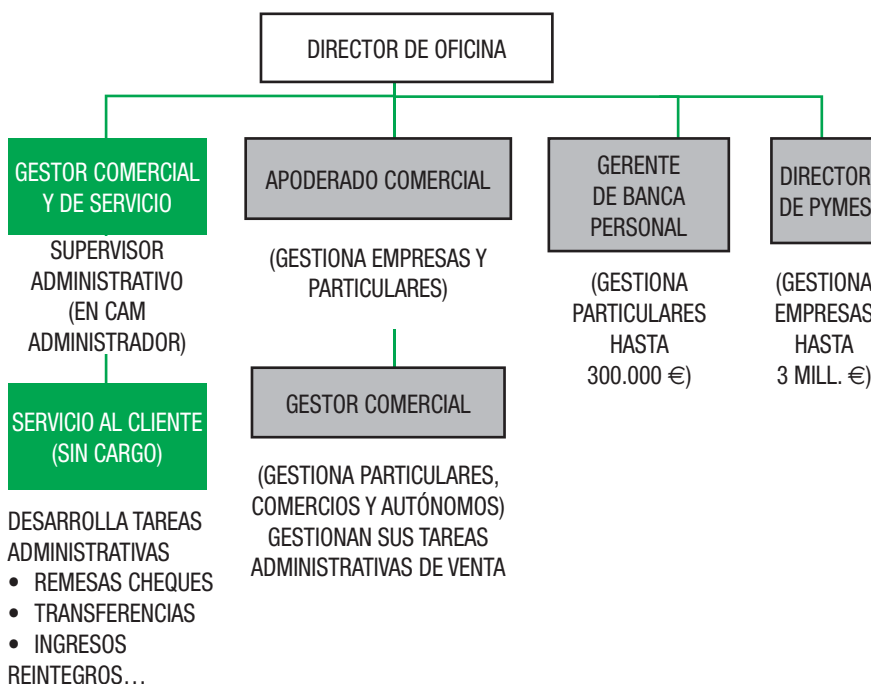 DIRECTOR DE OFICINA
GESTOR COMERCIAL
Y DE SERVICIO
SUPERVISOR
ADMINISTRATIVO
(EN CAM
ADMINISTRADOR)
SERVICIO AL CLIENTE
(SIN CARGO)
DESARROLLA TAREAS
ADMINISTRATIVAS
• REMESAS CHEQUES
• TRANSFERENCIAS
• INGRESOS
REINTEGROS…
APODERADO COMERCIAL
(GESTIONA EMPRESAS Y
PARTICULARES)
GESTOR COMERCIAL
(GESTIONA PARTICULARES,
COMERCIOS Y AUTÓNOMOS)
GESTIONAN SUS TAREAS
ADMINISTRATIVAS DE VENTA
GERENTE
DE BANCA
PERSONAL
(GESTIONA
PARTICULARES
HASTA
300.000 €)
DIRECTOR
DE PYMES
(GESTIONA
EMPRESAS
HASTA
3 MILL. €)